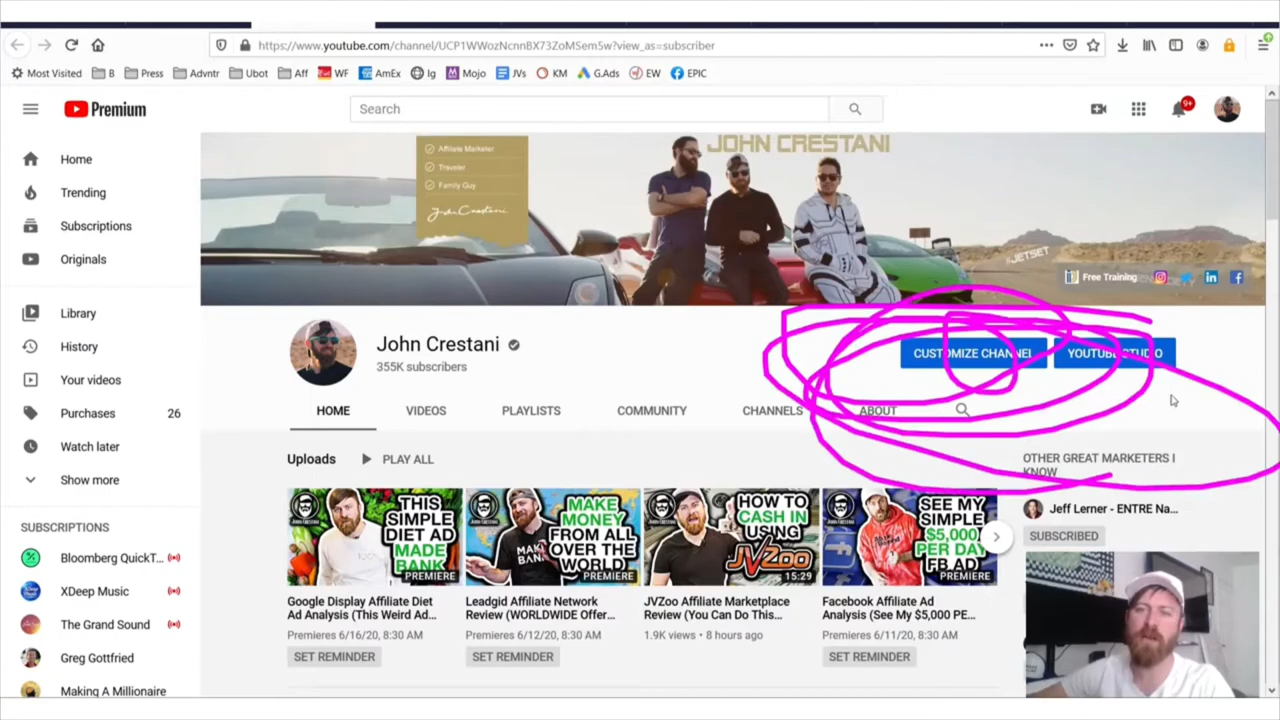 https://www.youtube.com/channel/UCP1WWozNcnnBX73ZoMSem5w?view_as=subscriber
Most Visited B Press Advntr Ubot Aff WF AmEx Ig Mojo JVs KM G.Ads EW EPIC
Premium
Search
9+
Home
Trending
Subscriptions
Originals
Library
History
Your videos
Purchases 26
Watch later
Show more
SUBSCRIPTIONS
Bloomberg QuickT...
XDeep Music
The Grand Sound
Greg Gottfried
Making A Millionaire
JOHN CRESTANI
Affiliate Marketer
Traveler
Family Guy
John Crestani
#JETSET
Free Training
John Crestani
355K subscribers
CUSTOMIZE CHANNEL
YOUTUBE STUDIO
HOME VIDEOS PLAYLISTS COMMUNITY CHANNELS ABOUT
Uploads PLAY ALL
THIS
SIMPLE
DIET AD
MADE
BANK
PREMIERE
Google Display Affiliate Diet
Ad Analysis (This Weird Ad...
Premieres 6/16/20, 8:30 AM
SET REMINDER
MAKE
MONEY
FROM ALL
OVER THE
WORLD
PREMIERE
Leadgid Affiliate Network
Review (WORLDWIDE Offer...
Premieres 6/12/20, 8:30 AM
SET REMINDER
HOW TO
CASH IN
USING
JVZoo
15:29
JVZoo Affiliate Marketplace
Review (You Can Do This...
1.9K views • 8 hours ago
SEE MY
SIMPLE
$5,000
PER DAY
FB AD
PREMIERE
Facebook Affiliate Ad
Analysis (See My $5,000 PE...
Premieres 6/11/20, 8:30 AM
SET REMINDER
OTHER GREAT MARKETERS I
KNOW
Jeff Lerner - ENTRE Na...
SUBSCRIBED